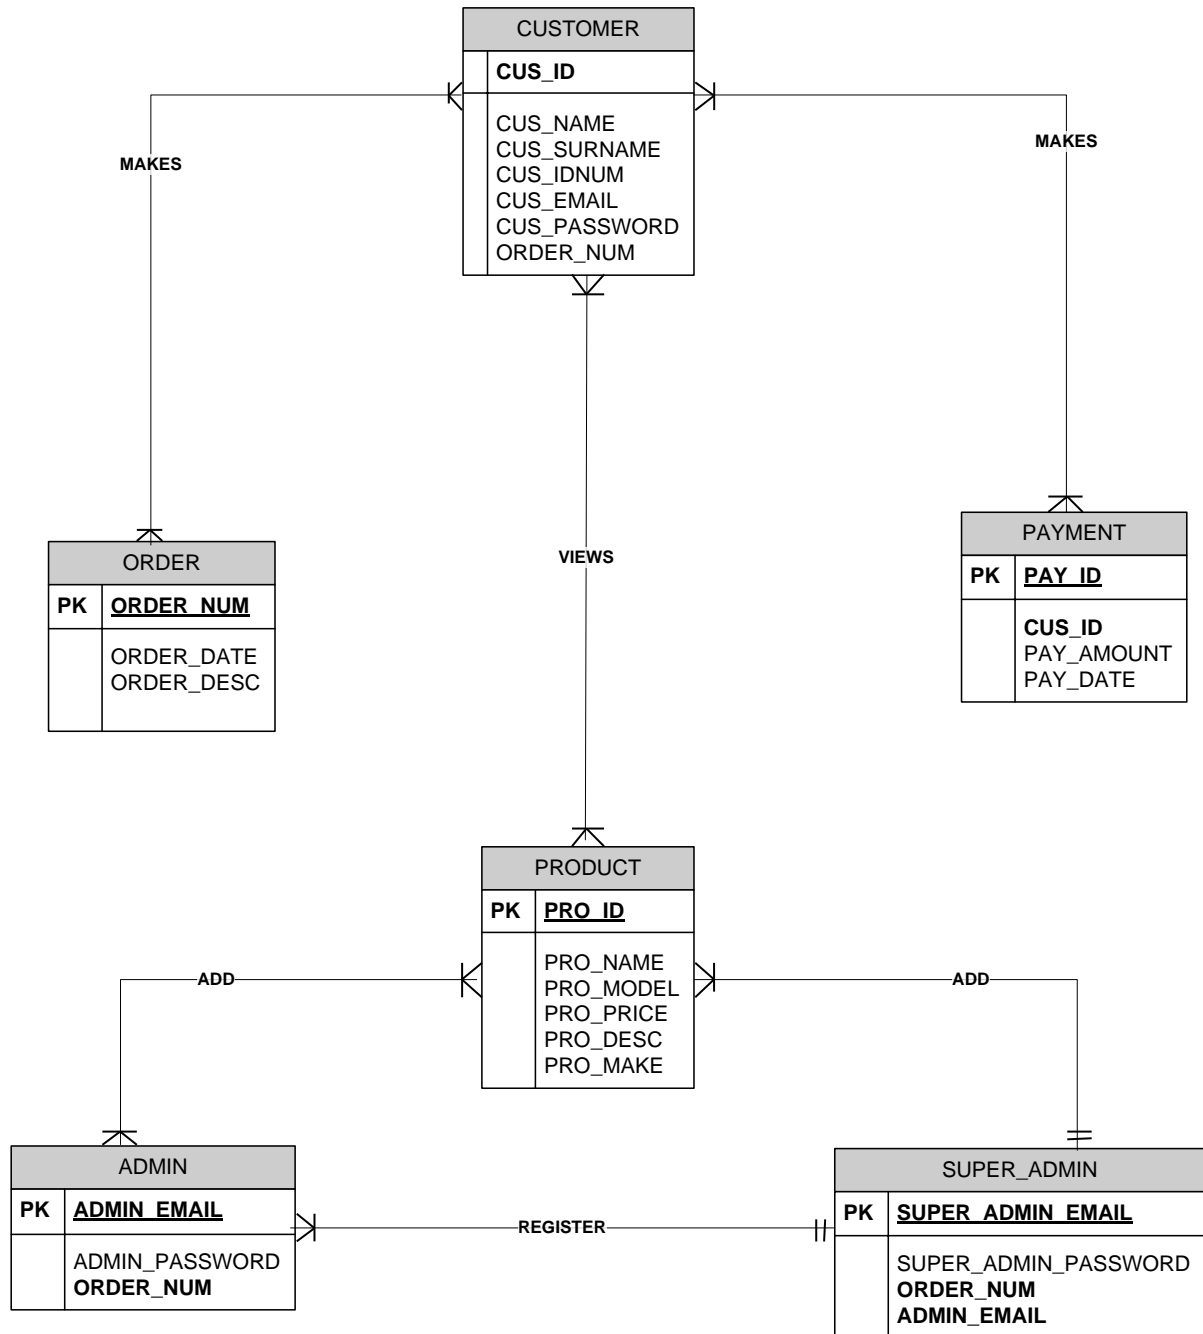 CUSTOMER
CUS_ID
CUS_NAME
CUS_SURNAME
CUS_IDNUM
CUS_EMAIL
CUS_PASSWORD
ORDER_NUM
MAKES
MAKES
ORDER
PK ORDER_NUM
ORDER_DATE
ORDER_DESC
VIEWS
PAYMENT
PK PAY_ID
CUS_ID
PAY_AMOUNT
PAY_DATE
PRODUCT
PK PRO_ID
PRO_NAME
PRO_MODEL
PRO_PRICE
PRO_DESC
PRO_MAKE
ADD
ADD
ADMIN
PK ADMIN_EMAIL
ADMIN_PASSWORD
ORDER_NUM
REGISTER
SUPER_ADMIN
PK SUPER_ADMIN_EMAIL
SUPER_ADMIN_PASSWORD
ORDER_NUM
ADMIN_EMAIL